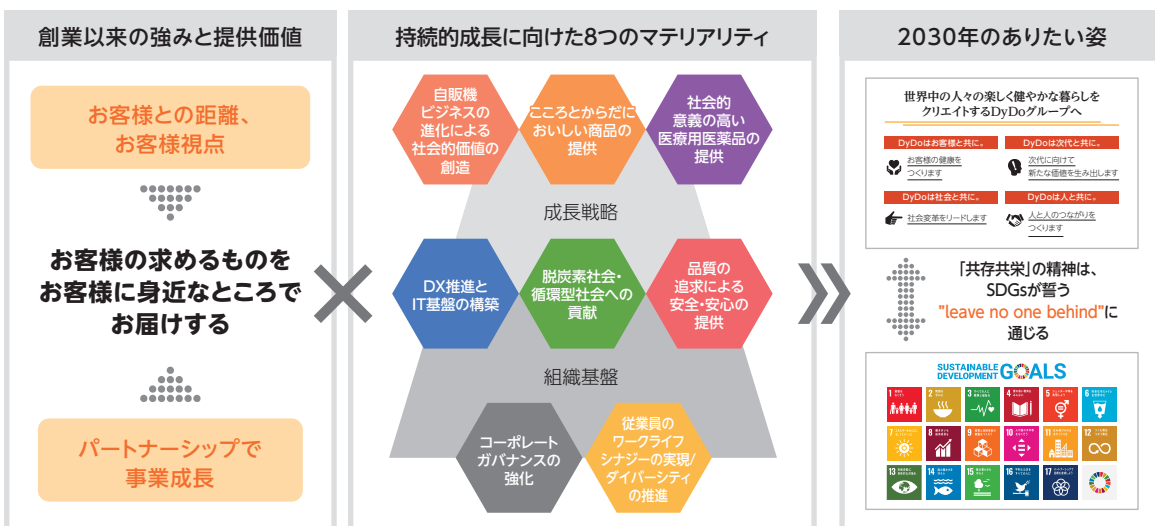 創業以来の強みと提供価値
お客様との距離、
お客様視点
お客様の求めるものを
お客様に身近なところで
お届けする
パートナーシップで
事業成長
持続的成長に向けた8つのマテリアリティ
自販機
ビジネスの
進化による
社会的価値の
創造
こころとからだに
おいしい商品の
提供
社会的
意義の高い
医療用医薬品の
提供
成長戦略
DX推進と
IT基盤の構築
脱炭素社会・
循環型社会への
貢献
品質の
追求による
安全・安心の
提供
組織基盤
コーポレート
ガバナンスの
強化
従業員の
ワークライフ
シナジーの実現/
ダイバーシティ
の推進
2030年のありたい姿
世界中の人々の楽しく健やかな暮らしを
クリエイトするDyDoグループへ
DyDoはお客様と共に。
お客様の健康を
つくります
DyDoは次代と共に。
次代に向けて
新たな価値を生み出します
DyDoは社会と共に。
社会変革をリードします
DyDoは人と共に。
人と人のつながりを
つくります
「共存共栄」の精神は、
SDGsが誓う
"leave no one behind"に
通じる
SUSTAINABLE
DEVELOPMENT
GOALS
1
2
3
4
5
6
7
8
9
10
11
12
13
14
15
16
17